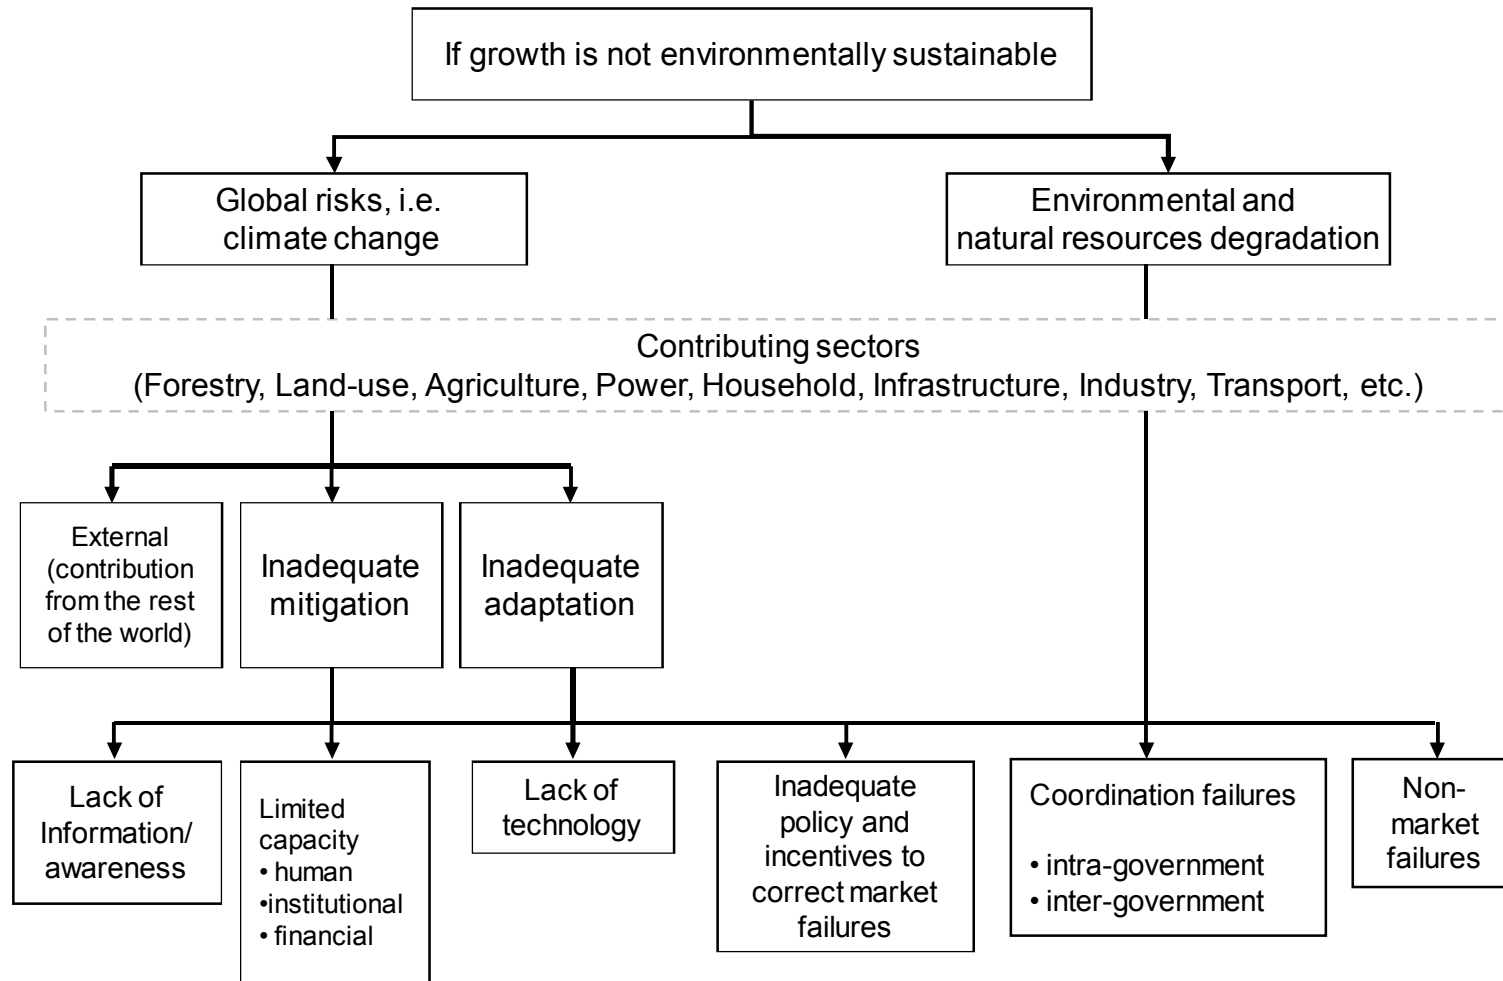 If growth is not environmentally sustainable
Global risks, i.e.
climate change
Environmental and
natural resources degradation
Contributing sectors
(Forestry, Land-use, Agriculture, Power, Household, Infrastructure, Industry, Transport, etc.)
External
(contribution
from the rest
of the world)
Inadequate
mitigation
Inadequate
adaptation
Lack of
Information/
awareness
Limited
capacity
• human
•institutional
• financial
Lack of
technology
Inadequate
policy and
incentives to
correct market
failures
Coordination failures
• intra-government
• inter-government
Non-
market
failures